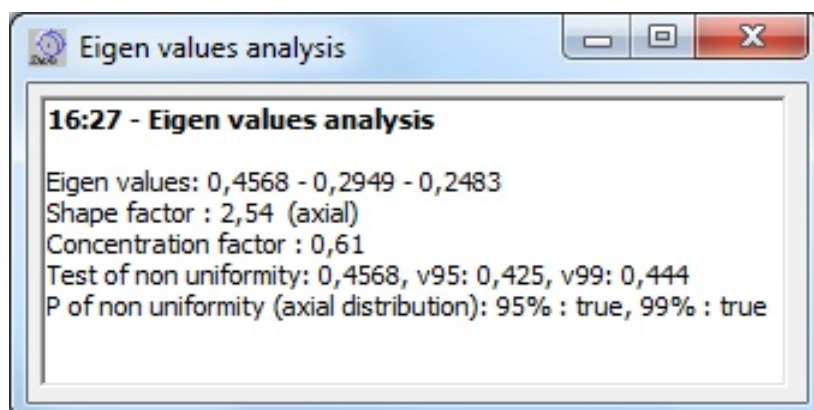 Eigen values analysis
16:27 - Eigen values analysis
Eigen values: 0,4568 - 0,2949 - 0,2483
Shape factor : 2,54 (axial)
Concentration factor : 0,61
Test of non uniformity: 0,4568, v95: 0,425, v99: 0,444
P of non uniformity (axial distribution): 95% : true, 99% : true